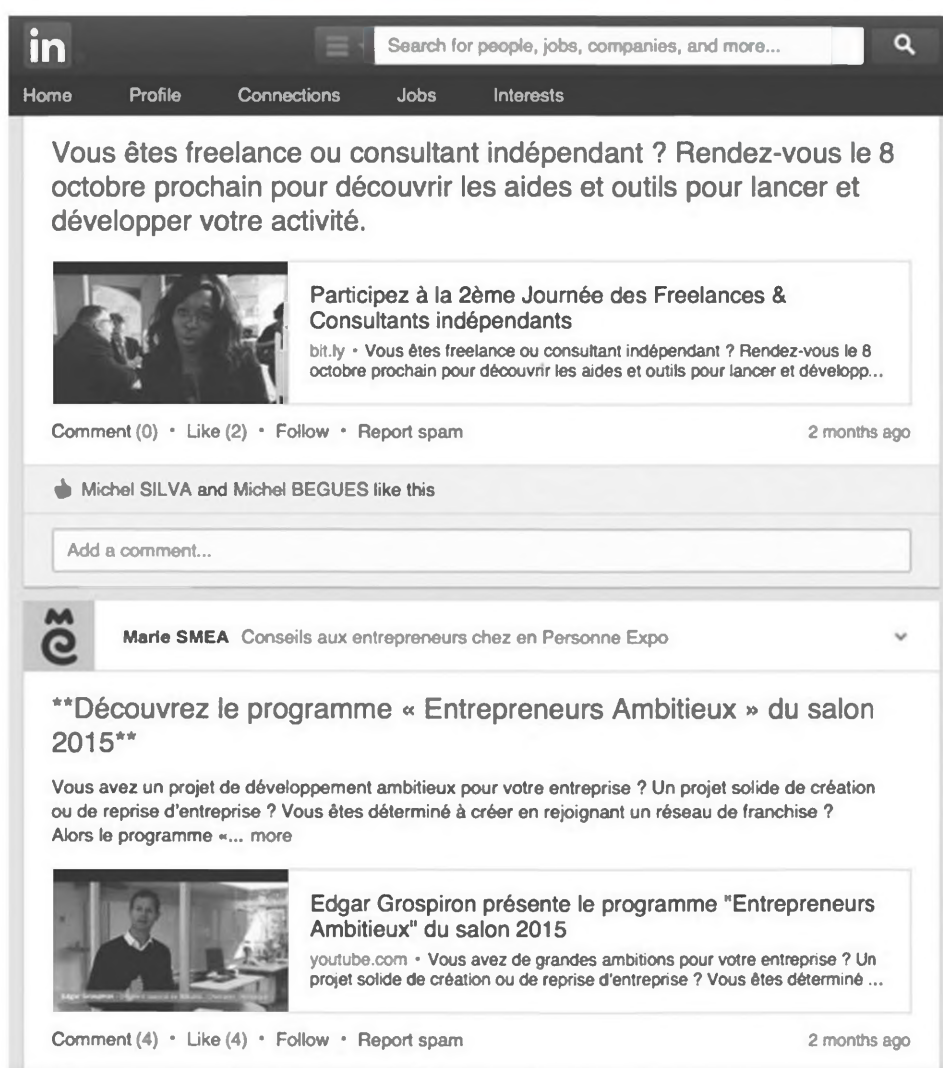 in
Search for people, jobs, companies, and more...
Home Profile Connections Jobs Interests
Vous êtes freelance ou consultant indépendant ? Rendez-vous le 8
octobre prochain pour découvrir les aides et outils pour lancer et
développer votre activité.
Participez à la 2ème Journée des Freelances &
Consultants indépendants
bit.ly • Vous êtes freelance ou consultant indépendant ? Rendez-vous le 8
octobre prochain pour découvrir les aides et outils pour lancer et développ...
Comment (0) • Like (2) • Follow • Report spam 2 months ago
Michel SILVA and Michel BEGUES like this
Add a comment...
Marie SMEA Conseils aux entrepreneurs chez en Personne Expo
**Découvrez le programme « Entrepreneurs Ambitieux » du salon
2015**
Vous avez un projet de développement ambitieux pour votre entreprise ? Un projet solide de création
ou de reprise d'entreprise ? Vous êtes déterminé à créer en rejoignant un réseau de franchise ?
Alors le programme «... more
Edgar Grospiron présente le programme "Entrepreneurs
Ambitieux" du salon 2015
youtube.com • Vous avez de grandes ambitions pour votre entreprise ? Un
projet solide de création ou de reprise d'entreprise ? Vous êtes déterminé ...
Edgar Grospiron
Comment (4) • Like (4) • Follow • Report spam 2 months ago